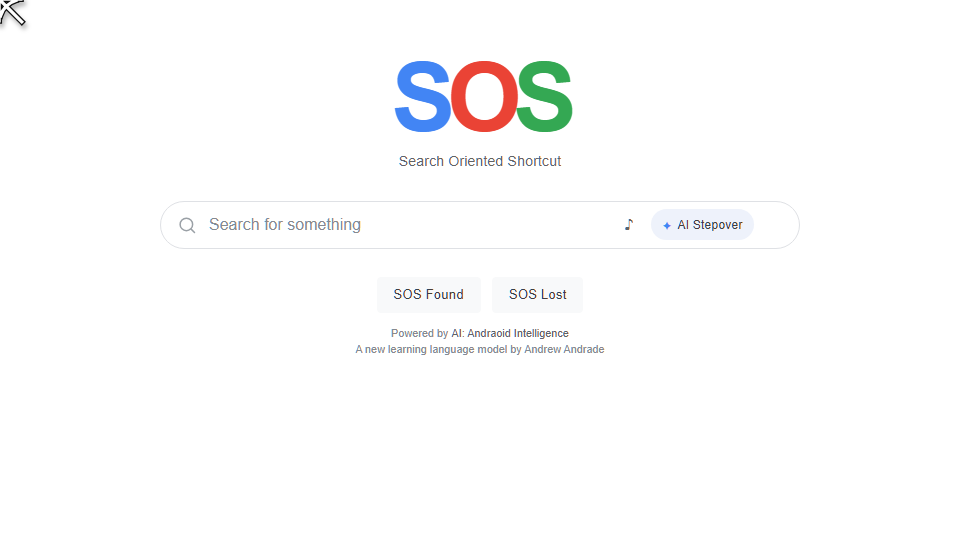 SOS
Search Oriented Shortcut
Search for something
AI Stepover
SOS Found
SOS Lost
Powered by AI: Andraoid Intelligence
A new learning language model by Andrew Andrade